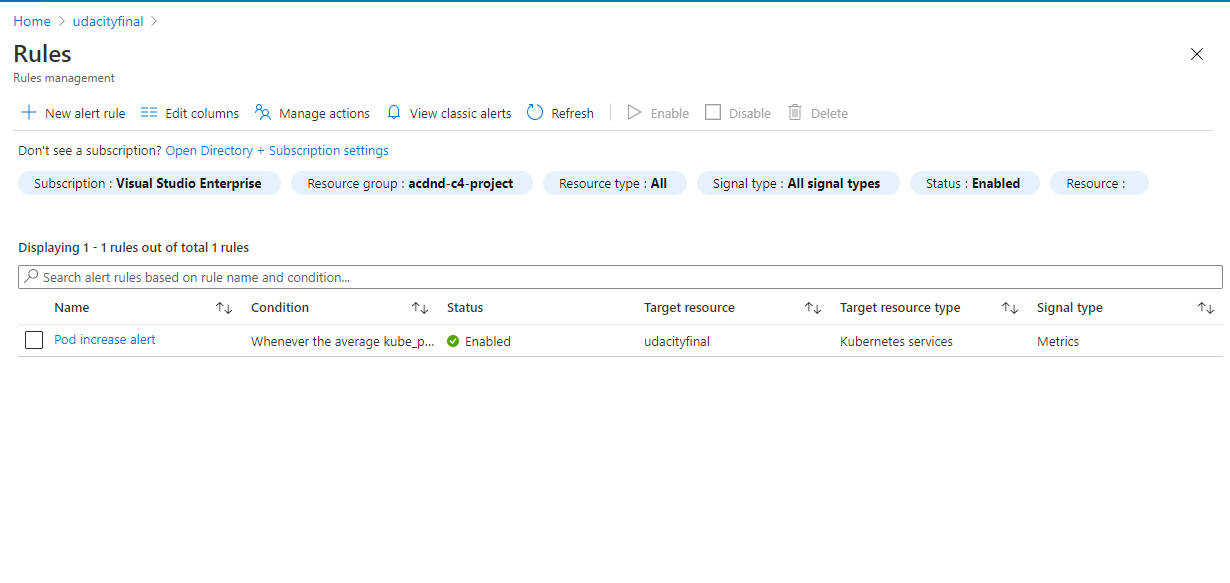 Home > udacityfinal >
Rules
Rules management
New alert rule Edit columns Manage actions View classic alerts Refresh Enable Disable Delete
Don't see a subscription? Open Directory + Subscription settings
Subscription : Visual Studio Enterprise Resource group : acdnd-c4-project Resource type : All Signal type : All signal types Status : Enabled Resource :
Displaying 1 - 1 rules out of total 1 rules
Search alert rules based on rule name and condition...
Name Condition Status Target resource Target resource type Signal type
Pod increase alert Whenever the average kube_p... Enabled udacityfinal Kubernetes services Metrics